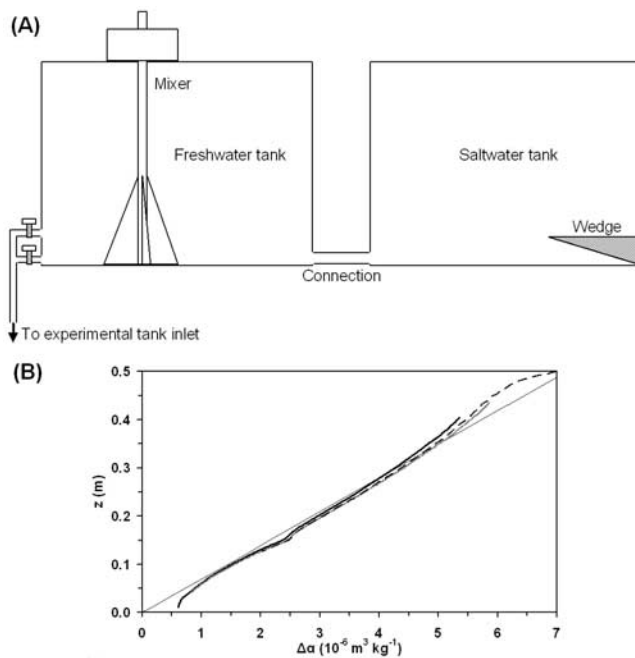 (A)
Mixer
Freshwater tank
Saltwater tank
Wedge
Connection
To experimental tank inlet
(B)
0.5
0.4
0.3
0.2
0.1
0.0
z (m)
0 1 2 3 4 5 6 7
Δα (10⁻⁶ m³ kg⁻¹)